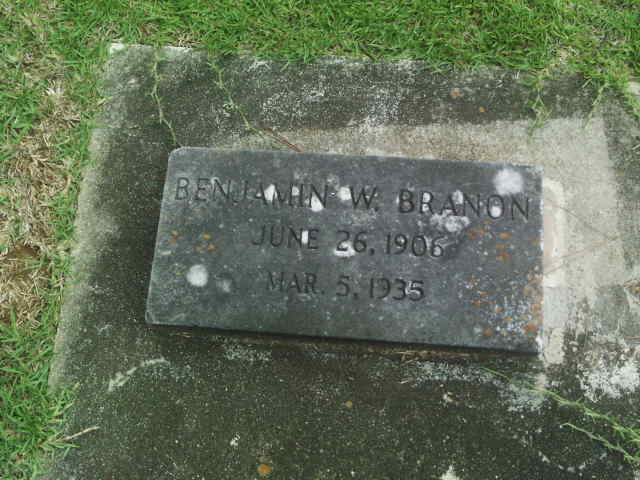 BENJAMIN W. BRANON
JUNE 26, 1906
MAR. 5, 1935